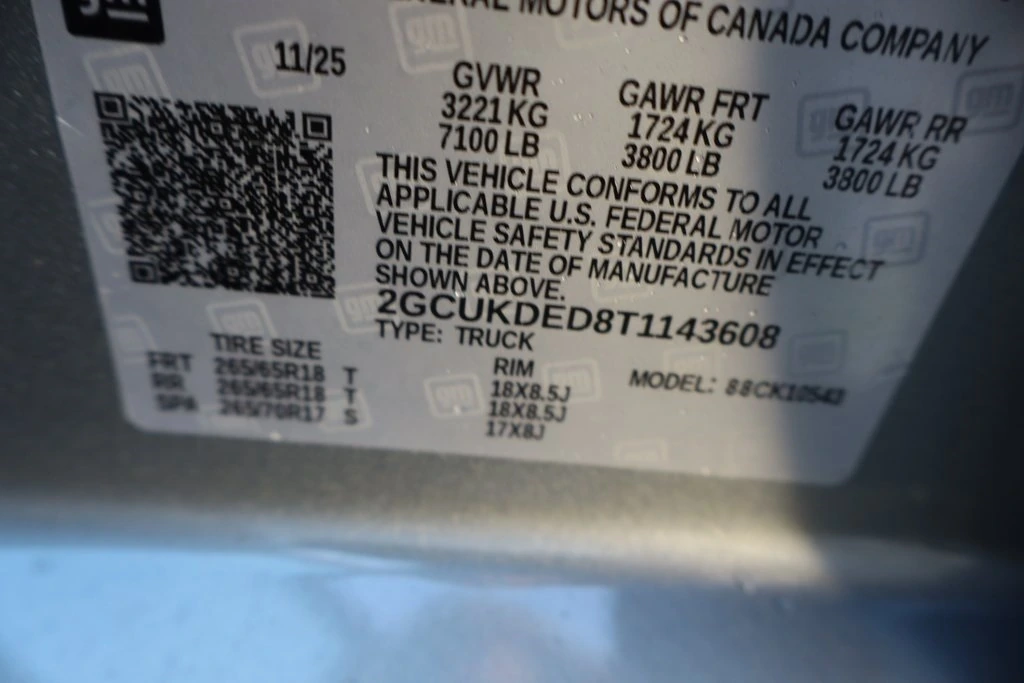 gm
GENERAL MOTORS OF CANADA COMPANY
11/25
GVWR GAWR FRT GAWR RR
3221 KG 1724 KG 1724 KG
7100 LB 3800 LB 3800 LB
THIS VEHICLE CONFORMS TO ALL
APPLICABLE U.S. FEDERAL MOTOR
VEHICLE SAFETY STANDARDS IN EFFECT
ON THE DATE OF MANUFACTURE
SHOWN ABOVE.
2GCUKDED8T1143608
TYPE: TRUCK
TIRE SIZE RIM MODEL: 88CK10543
FRT 265/65R18 T 18X8.5J
RR 265/65R18 T 18X8.5J
SPA 265/70R17 S 17X8J